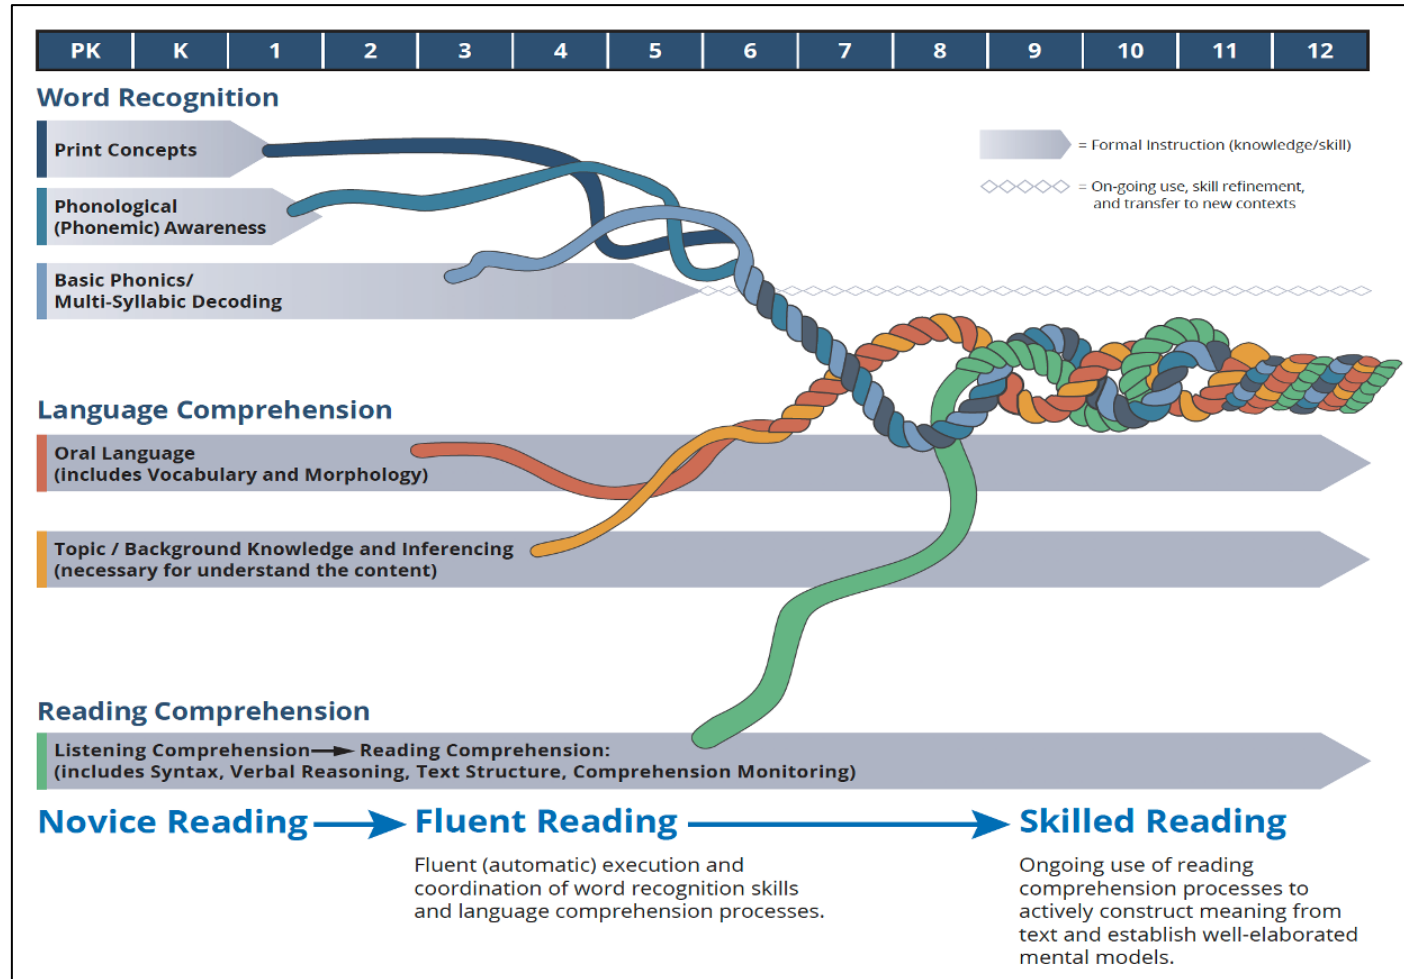 PK K 1 2 3 4 5 6 7 8 9 10 11 12
Word Recognition
Print Concepts
Phonological
(Phonemic) Awareness
Basic Phonics/
Multi-Syllabic Decoding
= Formal Instruction (knowledge/skill)
= On-going use, skill refinement,
and transfer to new contexts
Language Comprehension
Oral Language
(includes Vocabulary and Morphology)
Topic / Background Knowledge and Inferencing
(necessary for understand the content)
Reading Comprehension
Listening Comprehension → Reading Comprehension:
(includes Syntax, Verbal Reasoning, Text Structure, Comprehension Monitoring)
Novice Reading → Fluent Reading → Skilled Reading
Fluent (automatic) execution and
coordination of word recognition skills
and language comprehension processes.
Ongoing use of reading
comprehension processes to
actively construct meaning from
text and establish well-elaborated
mental models.